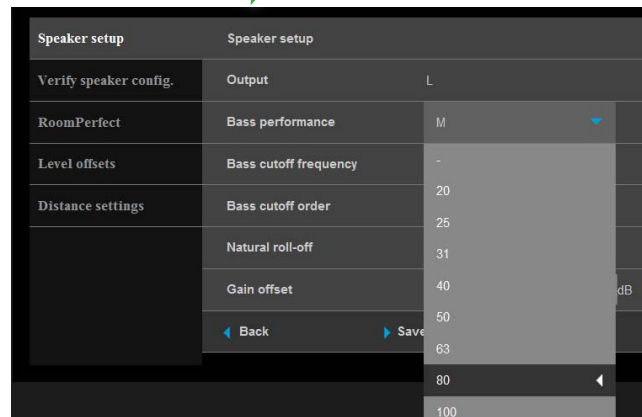 Speaker setup
Speaker setup
Verify speaker config.
Output
L
RoomPerfect
Bass performance
M
Level offsets
Bass cutoff frequency
-
20
Distance settings
Bass cutoff order
25
Natural roll-off
31
Gain offset
40
dB
50
Back
Save
63
80
100